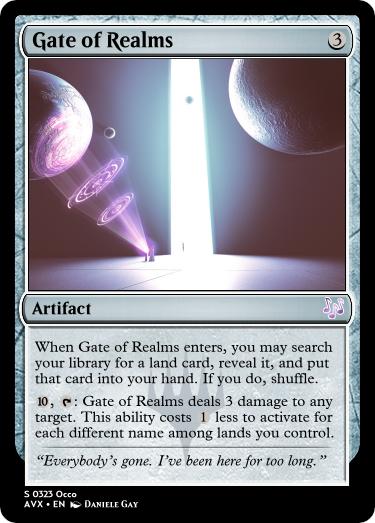 Gate of Realms 3
Artifact
When Gate of Realms enters, you may search
your library for a land card, reveal it, and put
that card into your hand. If you do, shuffle.
10, T: Gate of Realms deals 3 damage to any
target. This ability costs 1 less to activate for
each different name among lands you control.
“Everybody’s gone. I’ve been here for too long.”
S 0323 Occo
AVX • EN Daniele Gay